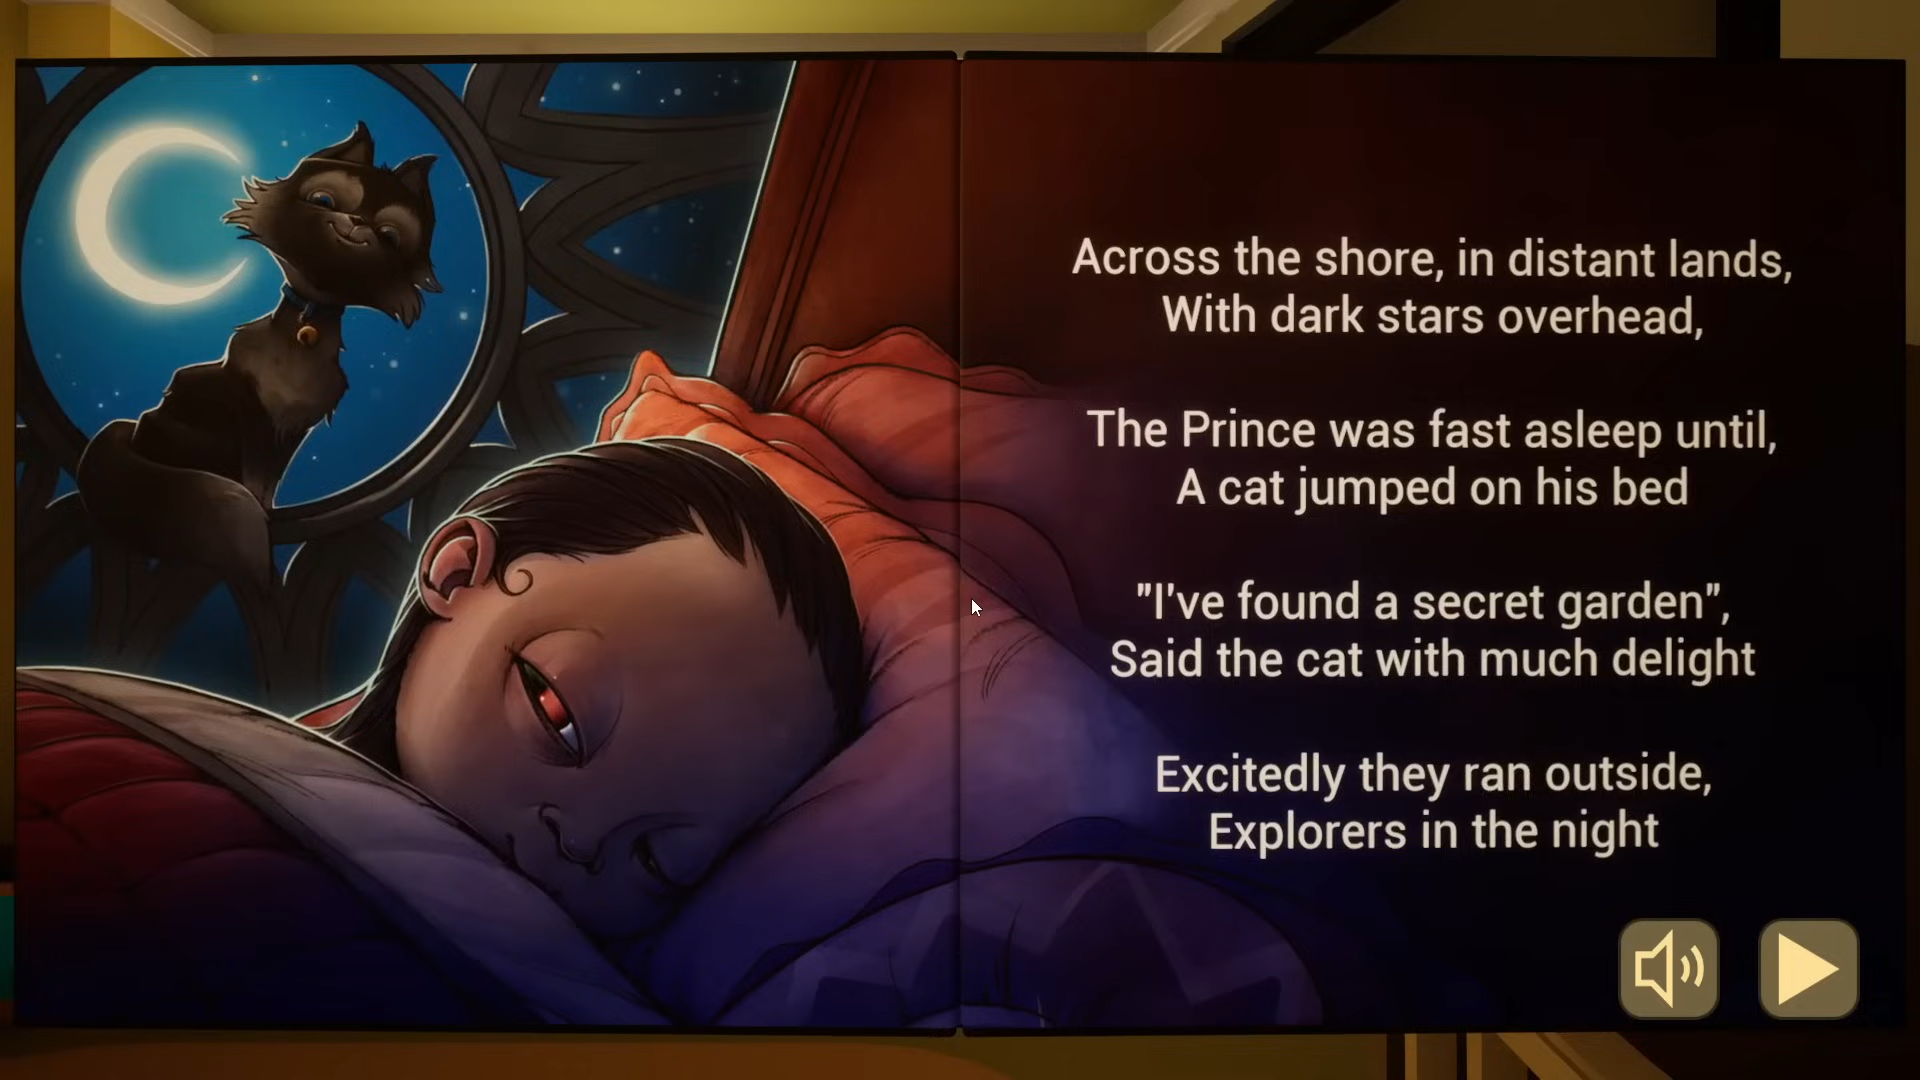 Across the shore, in distant lands,
With dark stars overhead,
The Prince was fast asleep until,
A cat jumped on his bed
"I've found a secret garden",
Said the cat with much delight
Excitedly they ran outside,
Explorers in the night